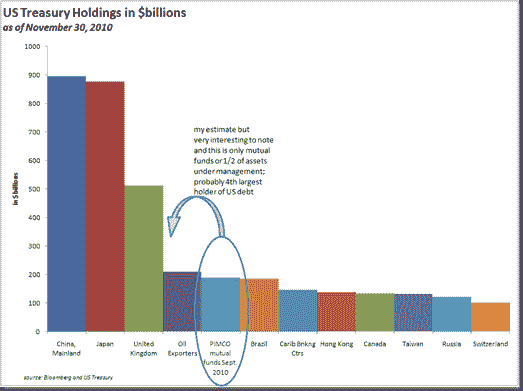 US Treasury Holdings in $billions
as of November 30, 2010
1000
900
800
700
600
500
400
300
200
100
0
in $billions
my estimate but
very interesting to note
and this is only mutual
funds or 1/2 of assets
under management;
probably 4th largest
holder of US debt
China,
Mainland
Japan
United
Kingdom
Oil
Exporters
PIMCO
mutual
funds Sept.
2010
Brazil
Carib Bnkng
Ctrs
Hong Kong
Canada
Taiwan
Russia
Switzerland
source: Bloomberg and US Treasury